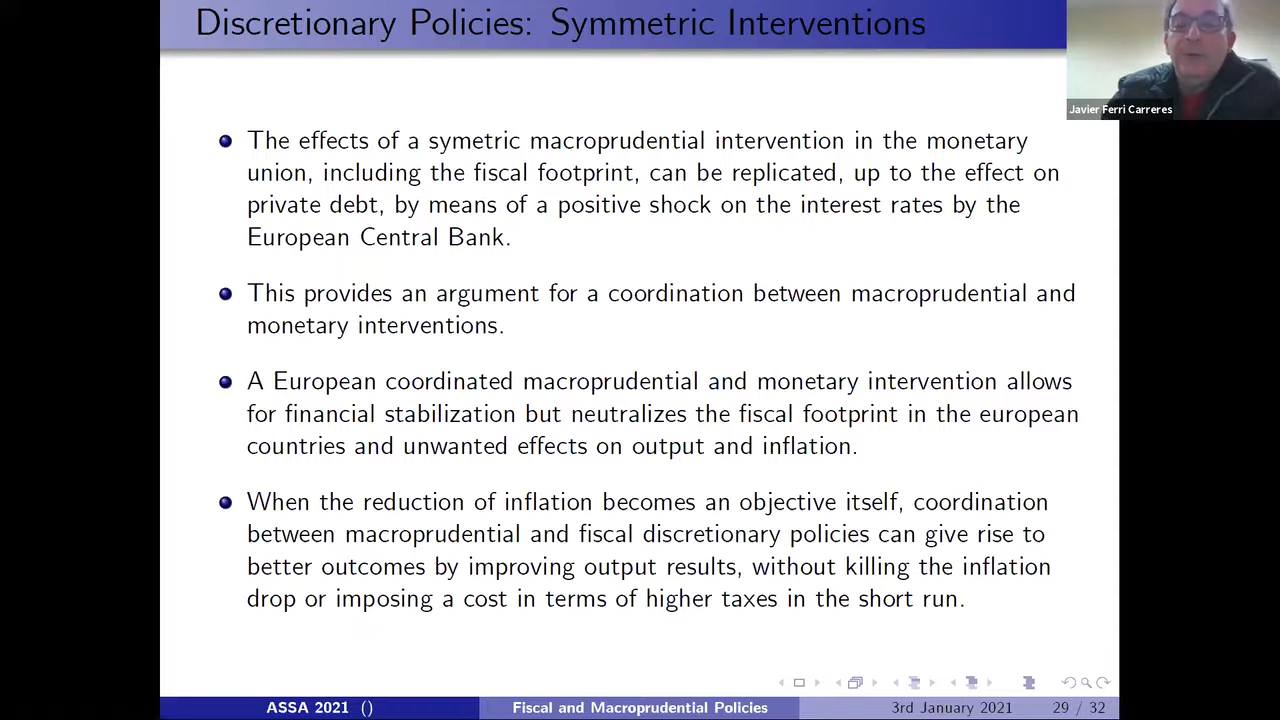 Discretionary Policies: Symmetric Interventions
Javier Ferri Carreres
The effects of a symetric macroprudential intervention in the monetary
union, including the fiscal footprint, can be replicated, up to the effect on
private debt, by means of a positive shock on the interest rates by the
European Central Bank.
This provides an argument for a coordination between macroprudential and
monetary interventions.
A European coordinated macroprudential and monetary intervention allows
for financial stabilization but neutralizes the fiscal footprint in the european
countries and unwanted effects on output and inflation.
When the reduction of inflation becomes an objective itself, coordination
between macroprudential and fiscal discretionary policies can give rise to
better outcomes by improving output results, without killing the inflation
drop or imposing a cost in terms of higher taxes in the short run.
ASSA 2021 ()
Fiscal and Macroprudential Policies
3rd January 2021
29 / 32